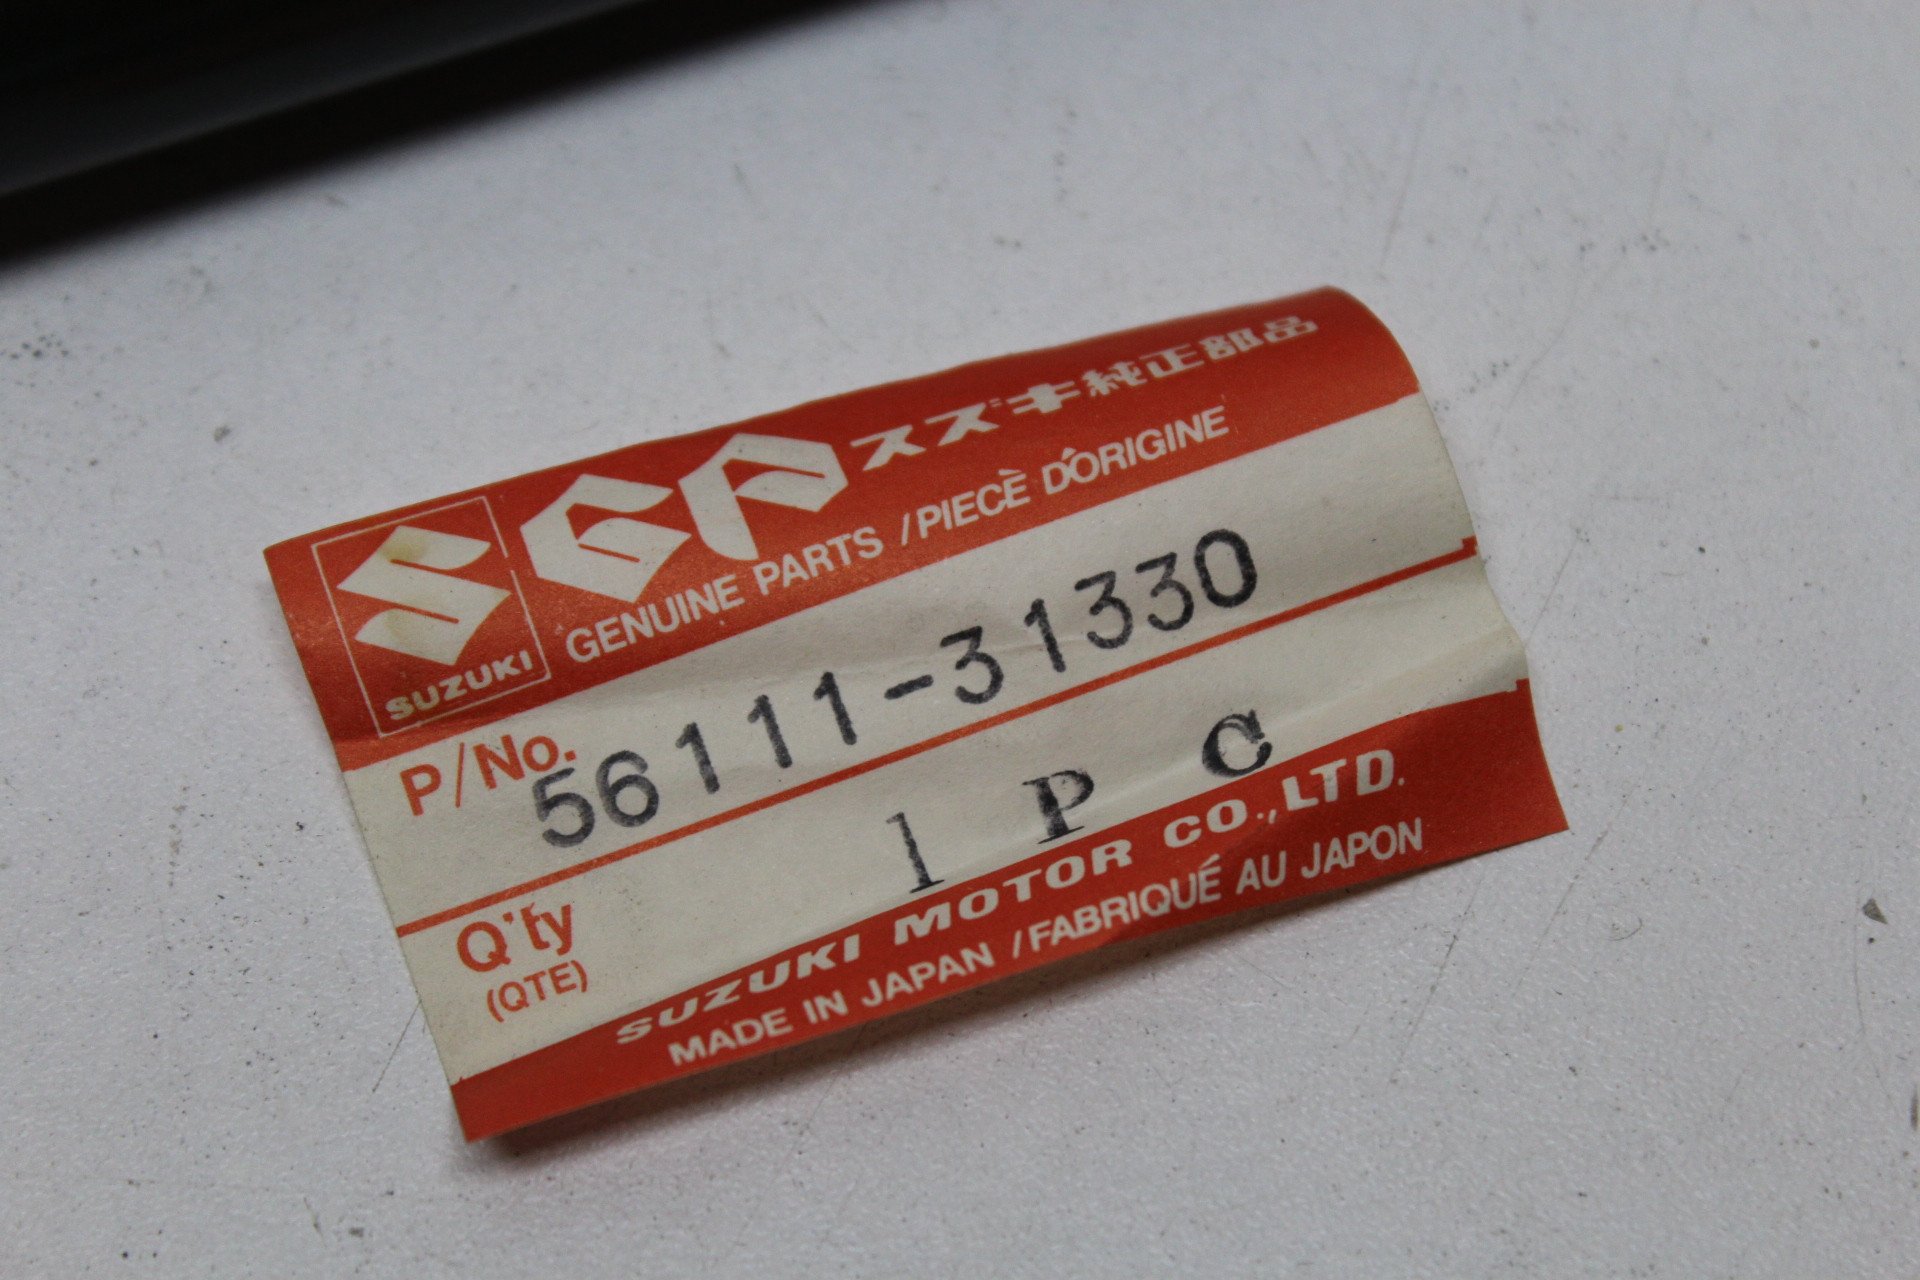 SUZUKI
SGP スズキ純正部品
GENUINE PARTS / PIECÈ D'ORIGINE
P/No. 56111-31330
Q'ty 1 P C
(QTE)
SUZUKI MOTOR CO.,LTD.
MADE IN JAPAN / FABRIQUÉ AU JAPON